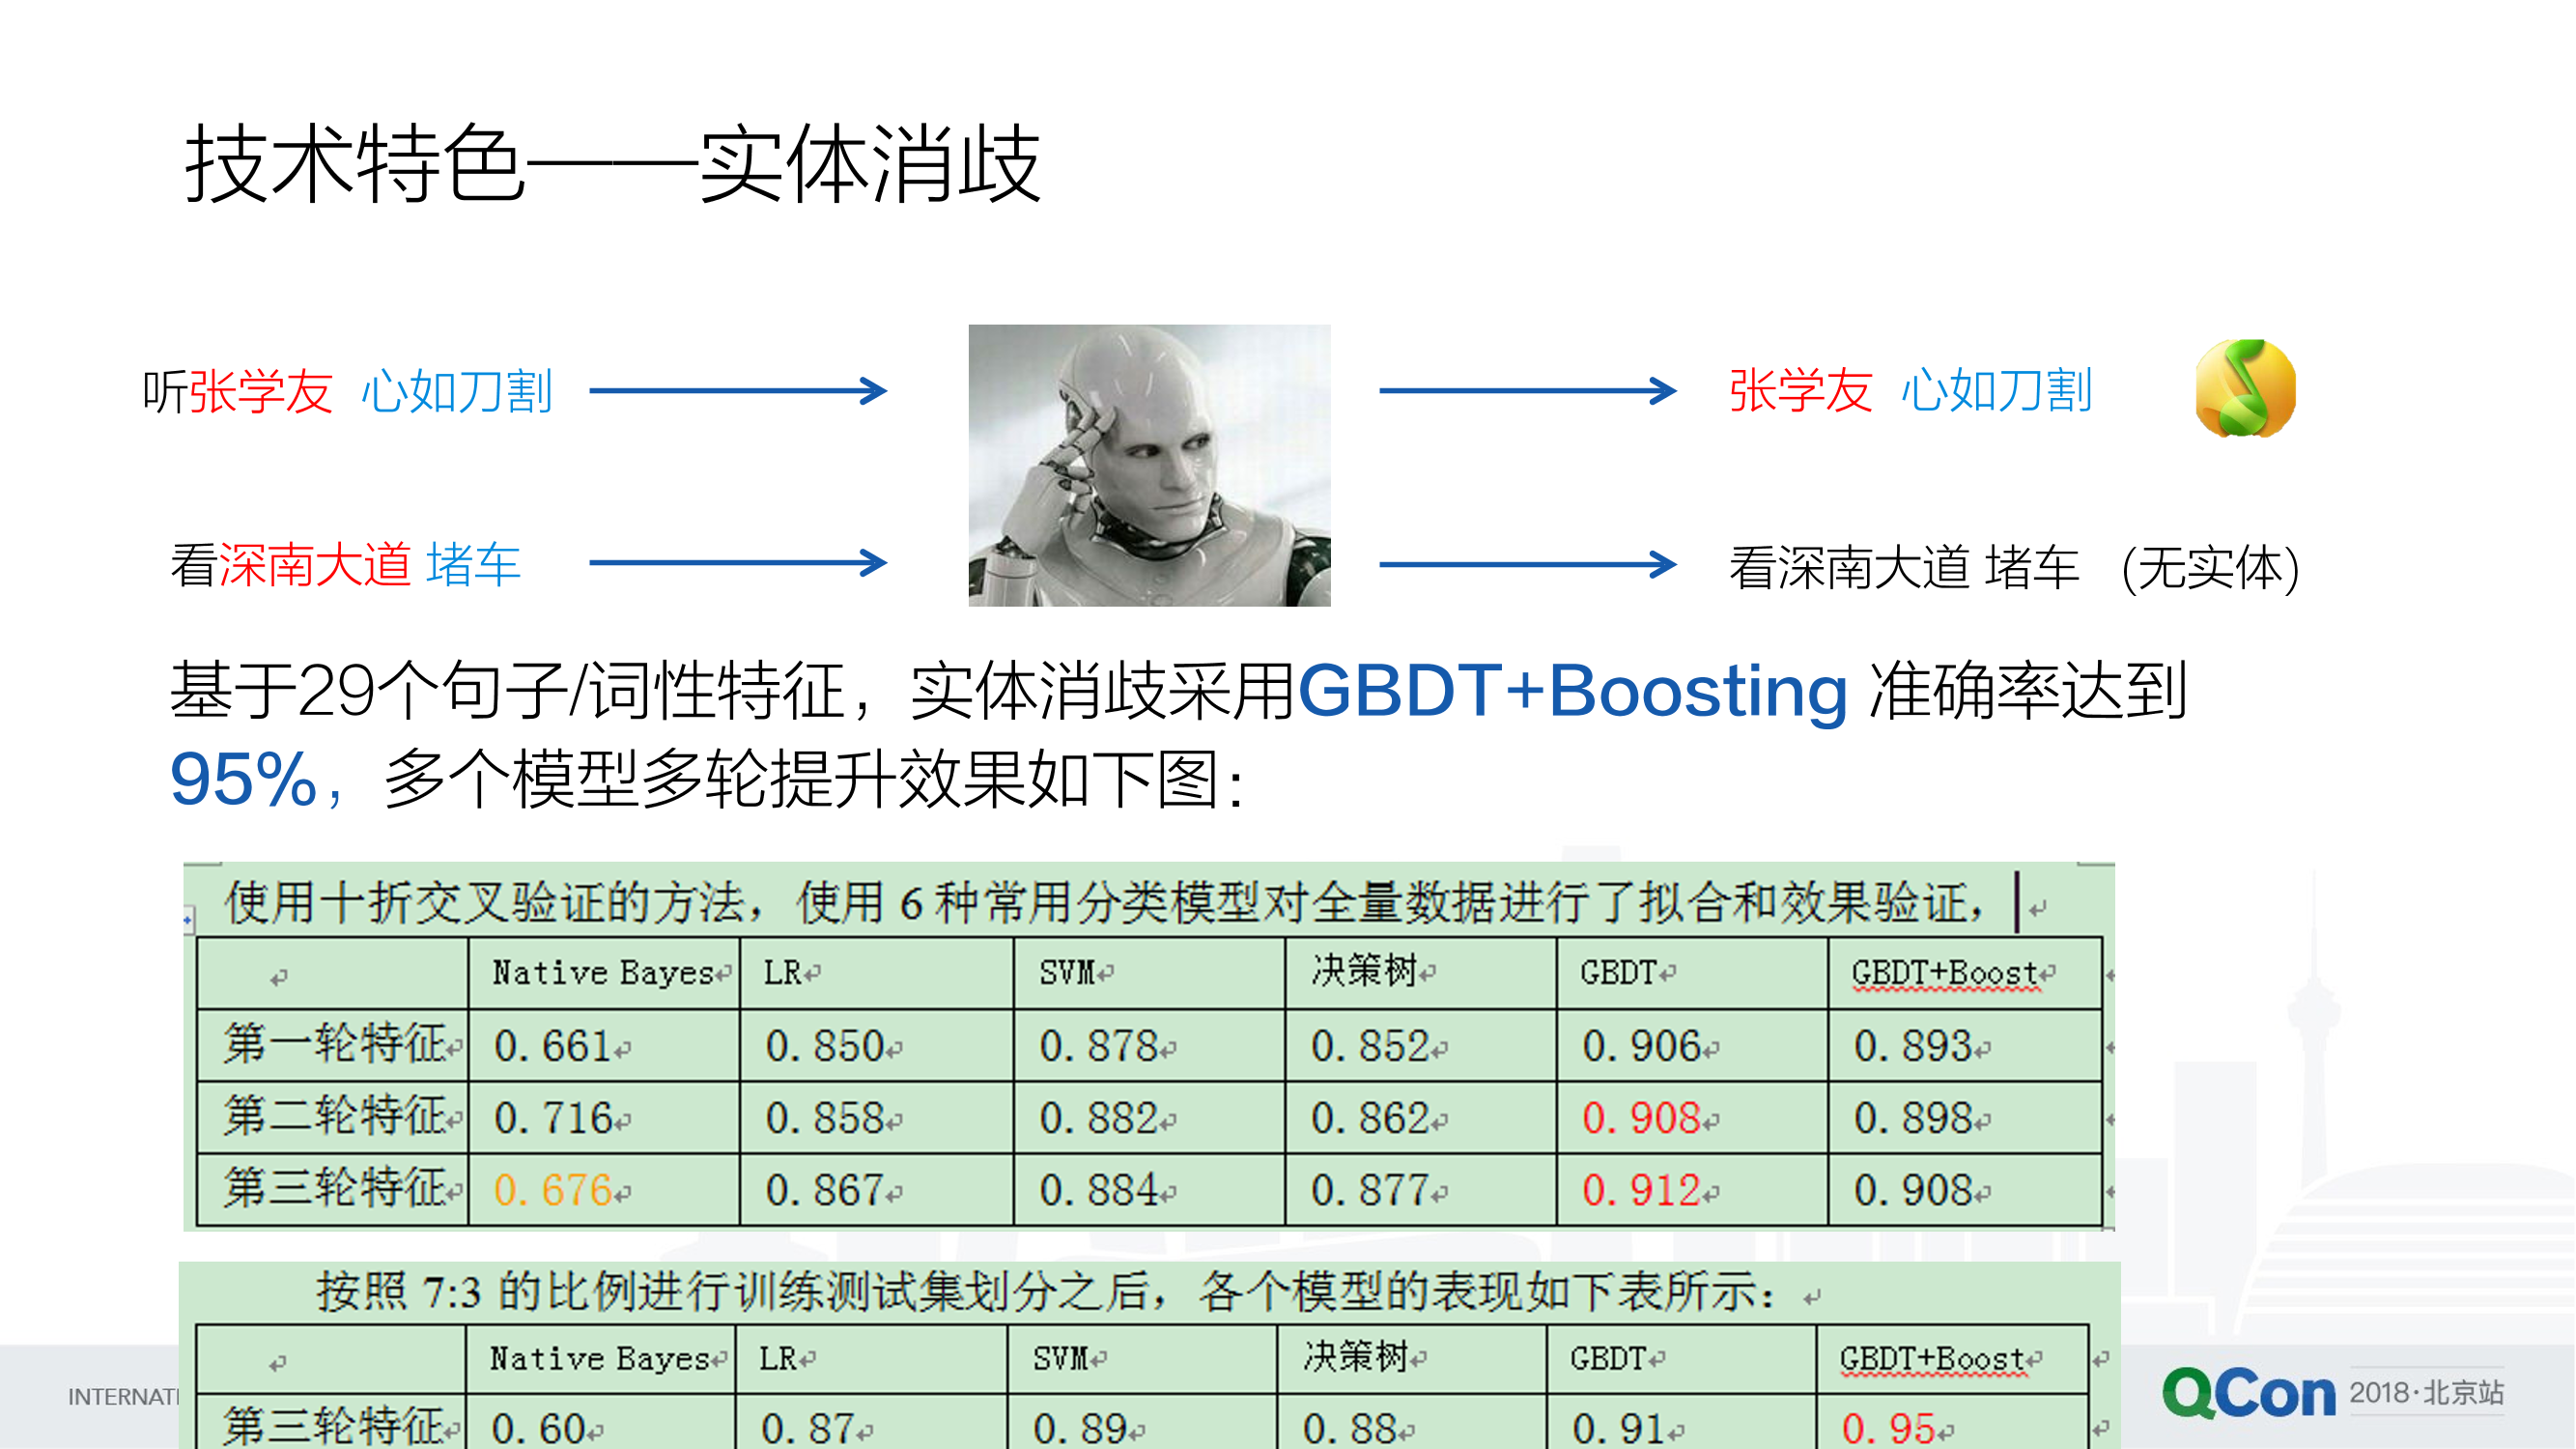 技术特色——实体消歧
听张学友 心如刀割
张学友 心如刀割
看深南大道 堵车
看深南大道 堵车 (无实体)
基于29个句子/词性特征，实体消歧采用GBDT+Boosting 准确率达到
95%，多个模型多轮提升效果如下图：
使用十折交叉验证的方法，使用 6 种常用分类模型对全量数据进行了拟合和效果验证，
Native Bayes LR SVM 决策树 GBDT GBDT+Boost
第一轮特征 0.661 0.850 0.878 0.852 0.906 0.893
第二轮特征 0.716 0.858 0.882 0.862 0.908 0.898
第三轮特征 0.676 0.867 0.884 0.877 0.912 0.908
按照 7:3 的比例进行训练测试集划分之后，各个模型的表现如下表所示：
Native Bayes LR SVM 决策树 GBDT GBDT+Boost
第三轮特征 0.60 0.87 0.89 0.88 0.91 0.95
INTERNATI
QCon 2018·北京站